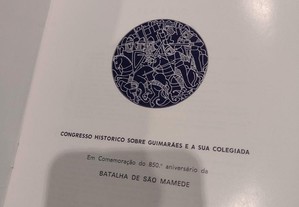 CONGRESSO HISTÓRICO SOBRE GUIMARÃES E A SUA COLEGIADA
Em Comemoração do 850.º aniversário da
BATALHA DE SÃO MAMEDE